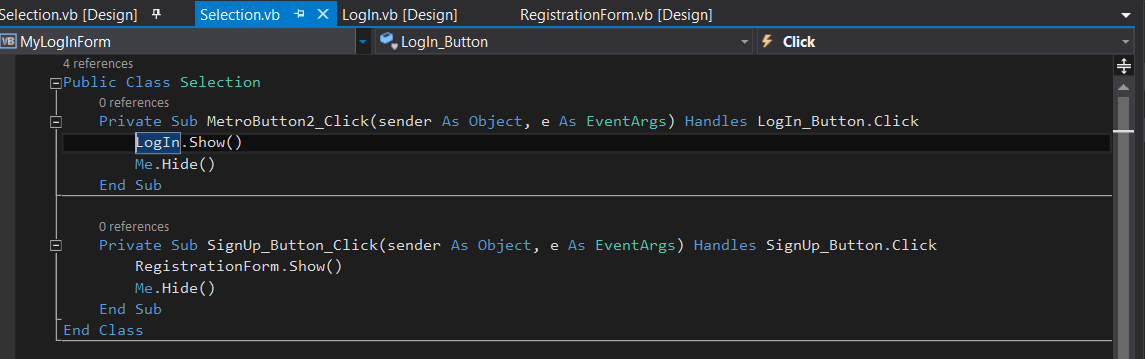 Selection.vb [Design]
Selection.vb
LogIn.vb [Design]
RegistrationForm.vb [Design]
VB MyLogInForm
LogIn_Button
Click
4 references
Public Class Selection
0 references
Private Sub MetroButton2_Click(sender As Object, e As EventArgs) Handles LogIn_Button.Click
LogIn.Show()
Me.Hide()
End Sub
0 references
Private Sub SignUp_Button_Click(sender As Object, e As EventArgs) Handles SignUp_Button.Click
RegistrationForm.Show()
Me.Hide()
End Sub
End Class